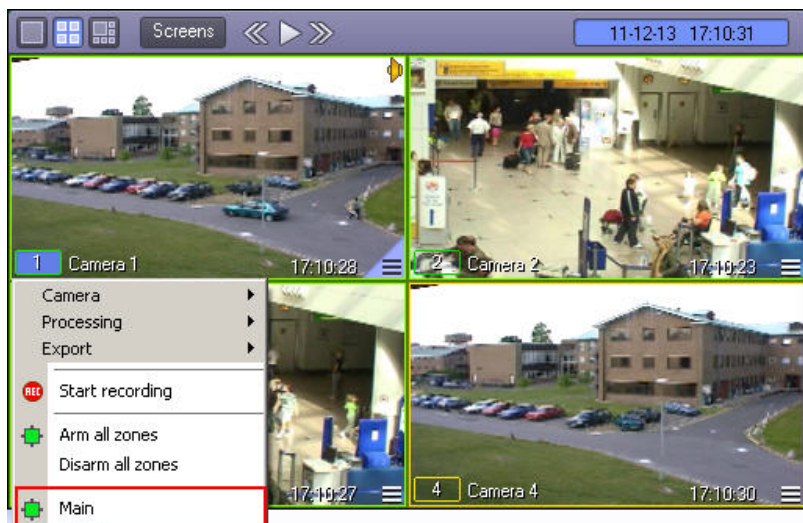 Screens
11-12-13 17:10:31
1 Camera 1 17:10:28
2 Camera 2 17:10:23
Camera
Processing
Export
REC Start recording
Arm all zones
Disarm all zones
Main
17:10:27
4 Camera 4 17:10:30